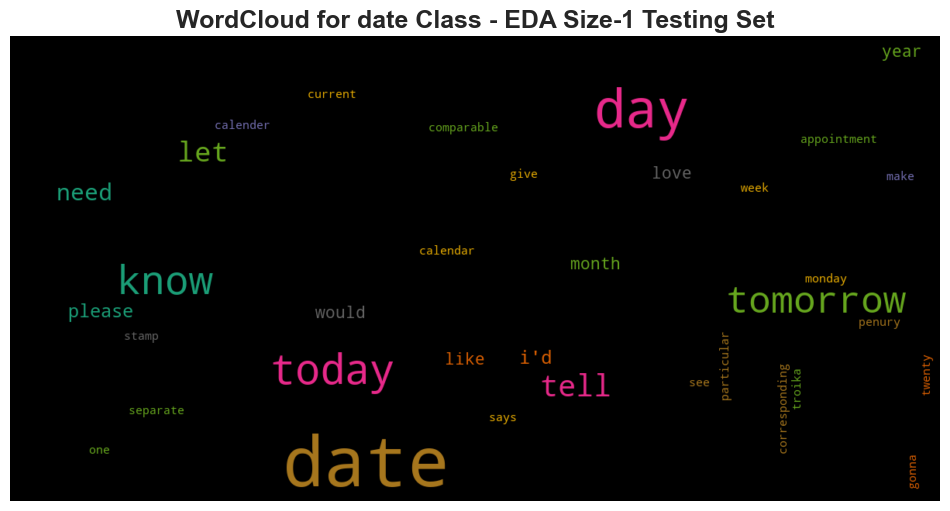 WordCloud for date Class - EDA Size-1 Testing Set
year
current
day
calender
comparable
appointment
let
give
love
make
need
week
calendar
month
know
monday
tomorrow
please
would
penury
stamp
today
like
i'd
tell
see
particular
corresponding
troika
twenty
separate
says
one
date
gonna